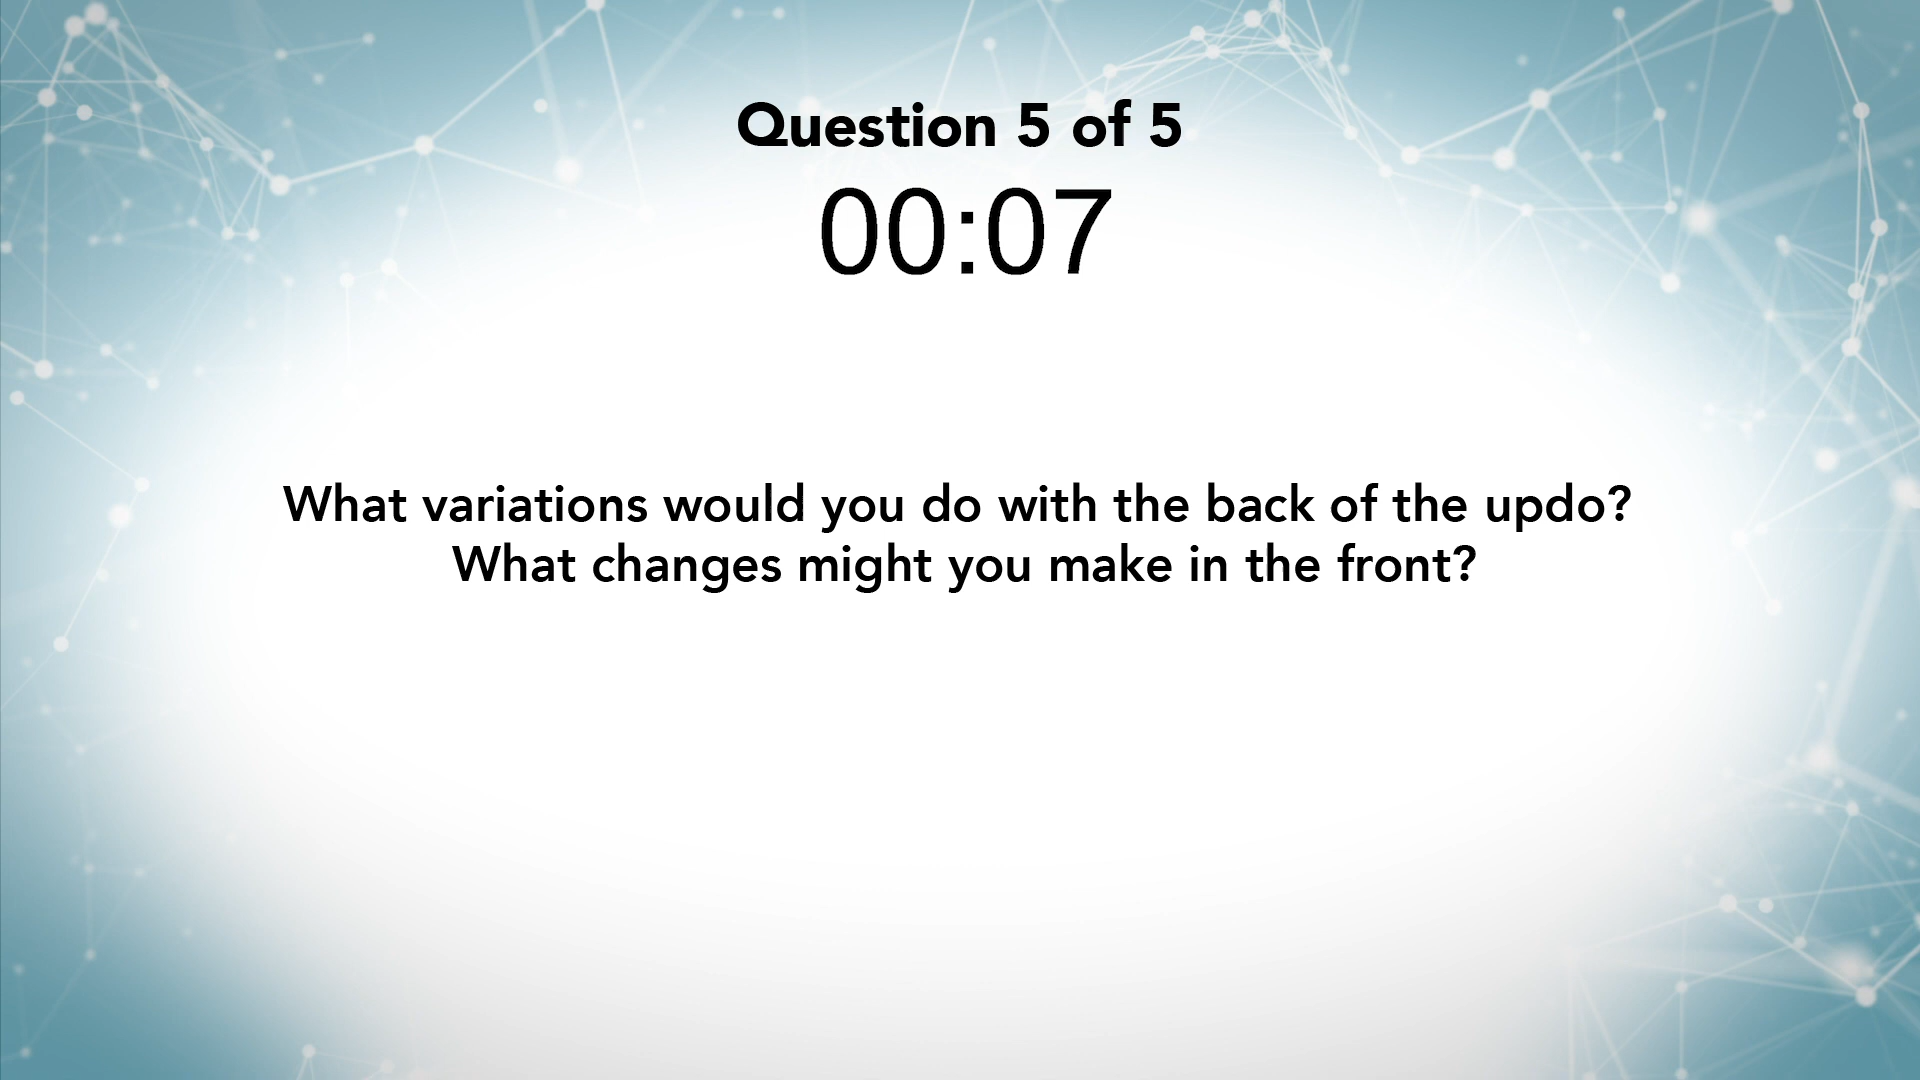 Question 5 of 5
00:07
What variations would you do with the back of the updo?
What changes might you make in the front?